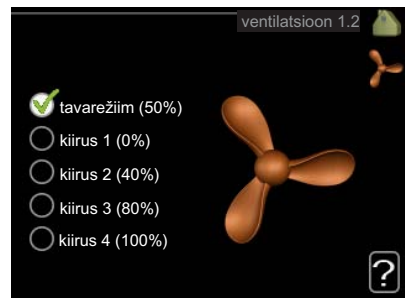 ventilatsioon 1.2
tavarežiim (50%)
kiirus 1 (0%)
kiirus 2 (40%)
kiirus 3 (80%)
kiirus 4 (100%)
?